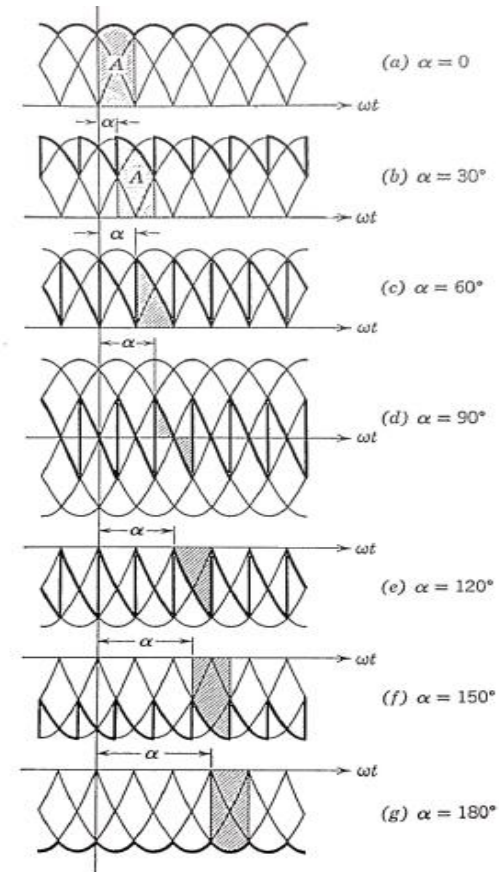 A
(a) α = 0
ωt
α
A
(b) α = 30°
ωt
α
(c) α = 60°
ωt
α
(d) α = 90°
ωt
α
ωt
(e) α = 120°
α
ωt
(f) α = 150°
α
ωt
(g) α = 180°